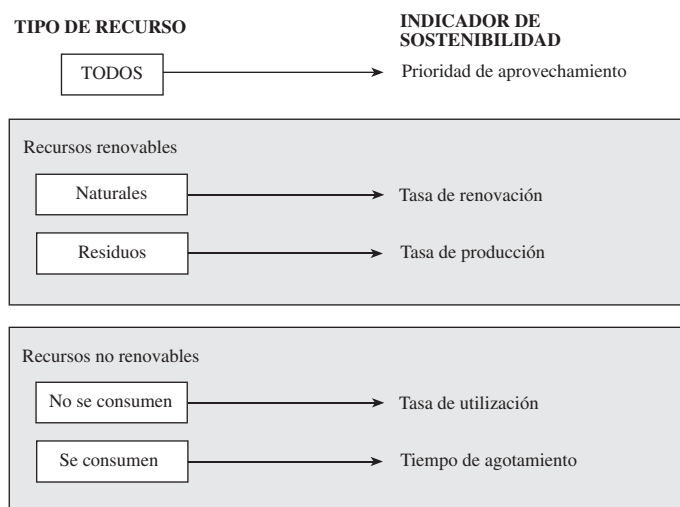 TIPO DE RECURSO
INDICADOR DE
SOSTENIBILIDAD
TODOS
Prioridad de aprovechamiento
Recursos renovables
Naturales
Tasa de renovación
Residuos
Tasa de producción
Recursos no renovables
No se consumen
Tasa de utilización
Se consumen
Tiempo de agotamiento